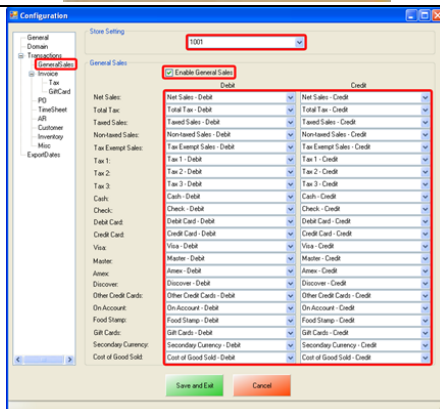 Configuration
General
Domain
Transactions
GeneralSales
Invoice
Tax
GiftCard
PO
TimeSheet
AR
Customer
Inventory
Misc
ExportDates
Store Setting
1001
General Sales
Enable General Sales
Debit Credit
Net Sales: Net Sales - Debit Net Sales - Credit
Total Tax: Total Tax - Debit Total Tax - Credit
Taxed Sales: Taxed Sales - Debit Taxed Sales - Credit
Non-taxed Sales: Non-taxed Sales - Debit Non-taxed Sales - Credit
Tax Exempt Sales: Tax Exempt Sales - Debit Tax Exempt Sales - Credit
Tax 1: Tax 1 - Debit Tax 1 - Credit
Tax 2: Tax 2 - Debit Tax 2 - Credit
Tax 3: Tax 3 - Debit Tax 3 - Credit
Cash: Cash - Debit Cash - Credit
Check: Check - Debit Check - Credit
Debit Card: Debit Card - Debit Debit Card - Credit
Credit Card: Credit Card - Debit Credit Card - Credit
Visa: Visa - Debit Visa - Credit
Master: Master - Debit Master - Credit
Amex: Amex - Debit Amex - Credit
Discover: Discover - Debit Discover - Credit
Other Credit Cards: Other Credit Cards - Debit Other Credit Cards - Credit
On Account: On Account - Debit On Account - Credit
Food Stamp: Food Stamp - Debit Food Stamp - Credit
Gift Cards: Gift Cards - Debit Gift Cards - Credit
Secondary Currency: Secondary Currency - Debit Secondary Currency - Credit
Cost of Good Sold: Cost of Good Sold - Debit Cost of Good Sold - Credit
Save and Exit Cancel